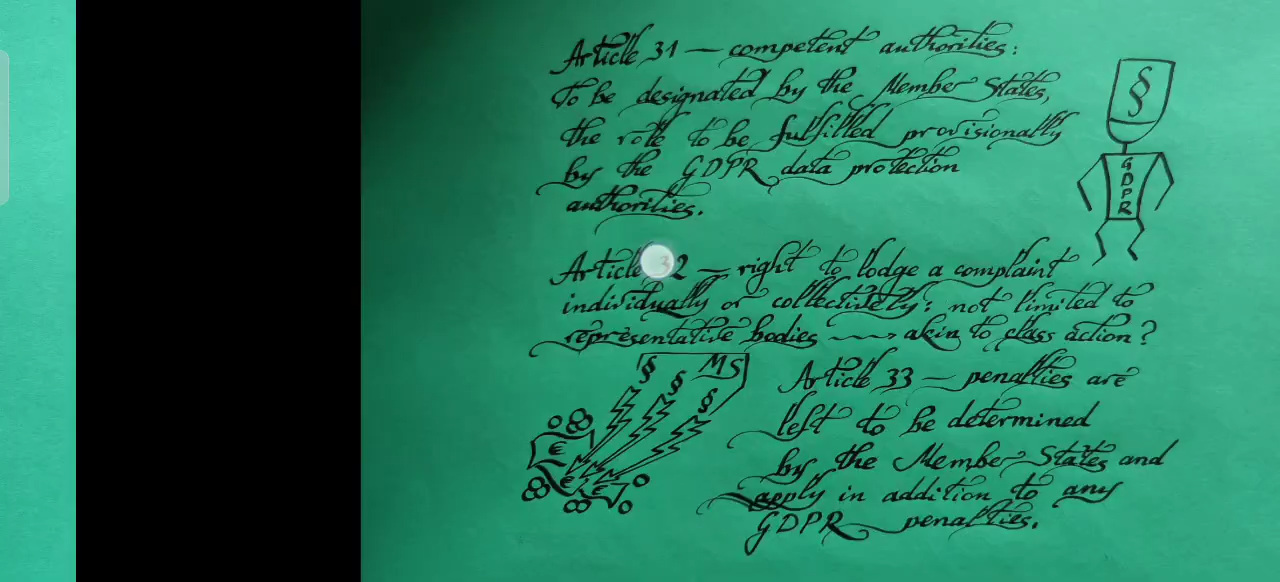 Article 31 — competent authorities:
To be designated by the Member States,
the role to be fulfilled provisionally
by the GDPR data protection
authorities.
§
GDPR
Article 32 — right to lodge a complaint
individually or collectively: not limited to
representative bodies ~~~> akin to class action?
§ MS
§
§
Article 33 — penalties are
left to be determined
by the Member States and
apply in addition to any
GDPR penalties.
€
€
€